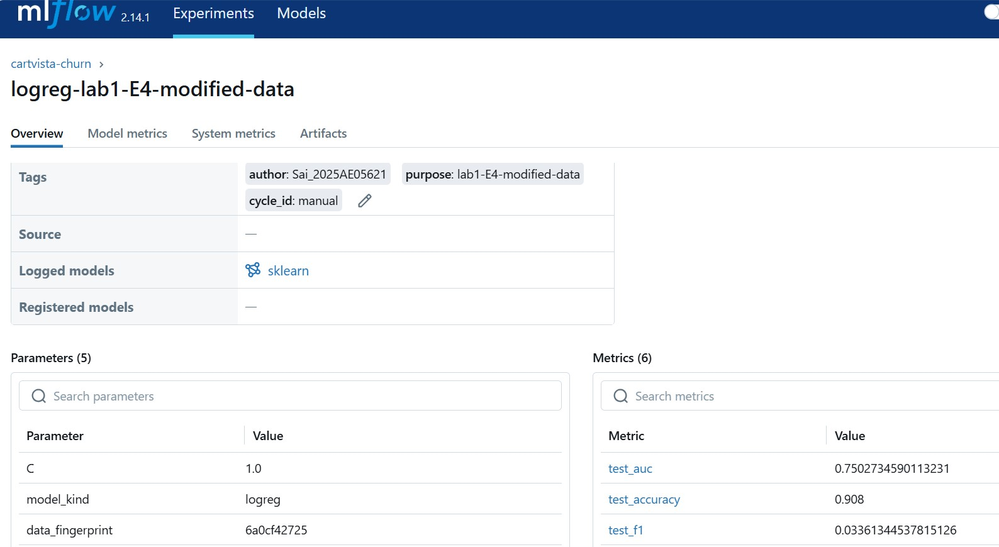 mlflow 2.14.1 Experiments Models
cartvista-churn ›
logreg-lab1-E4-modified-data
Overview Model metrics System metrics Artifacts
Tags author: Sai_2025AE05621 purpose: lab1-E4-modified-data
cycle_id: manual
Source —
Logged models sklearn
Registered models —
Parameters (5) Metrics (6)
Search parameters Search metrics
Parameter Value Metric Value
C 1.0 test_auc 0.7502734590113231
model_kind logreg test_accuracy 0.908
data_fingerprint 6a0cf42725 test_f1 0.03361344537815126